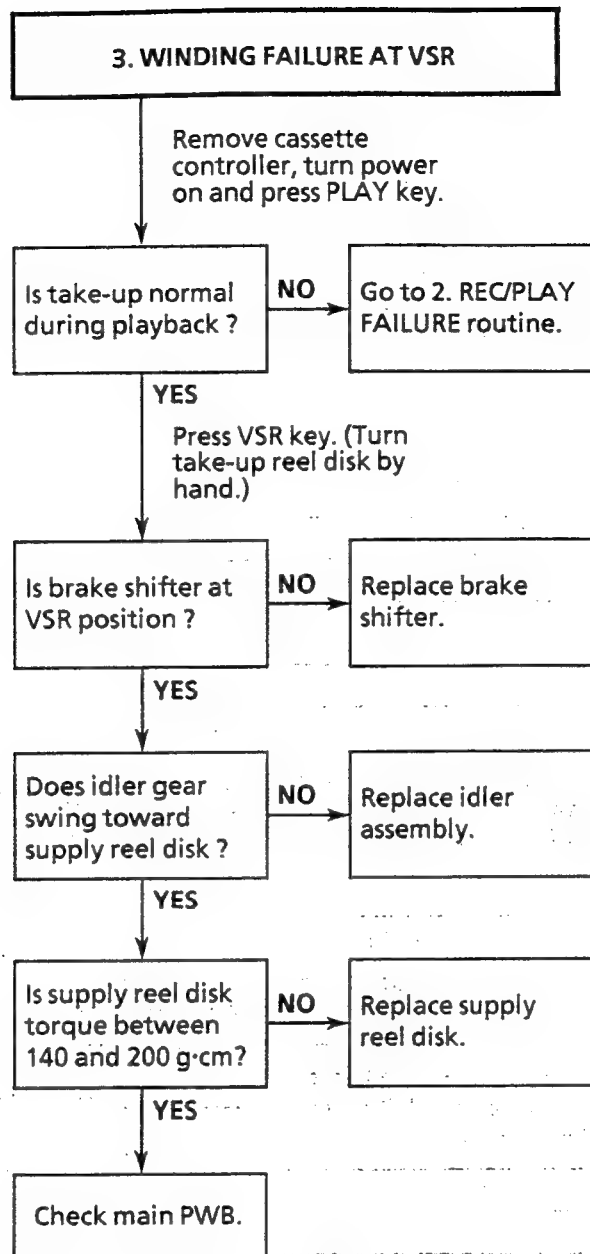 3. WINDING FAILURE AT VSR
Remove cassette
controller, turn power
on and press PLAY key.
Is take-up normal
during playback ?
NO
Go to 2. REC/PLAY
FAILURE routine.
YES
Press VSR key. (Turn
take-up reel disk by
hand.)
Is brake shifter at
VSR position ?
NO
Replace brake
shifter.
YES
Does idler gear
swing toward
supply reel disk ?
NO
Replace idler
assembly.
YES
Is supply reel disk
torque between
140 and 200 g·cm?
NO
Replace supply
reel disk.
YES
Check main PWB.